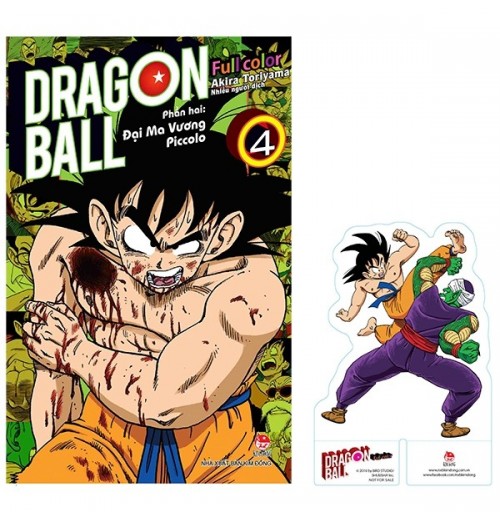 DRAGON
BALL
Full color
Akira Toriyama
Nhiều người dịch
Phần hai:
Đại Ma Vương
Piccolo
4
NHÀ XUẤT BẢN KIM ĐỒNG
DRAGON
BALL
NOT FOR SALE